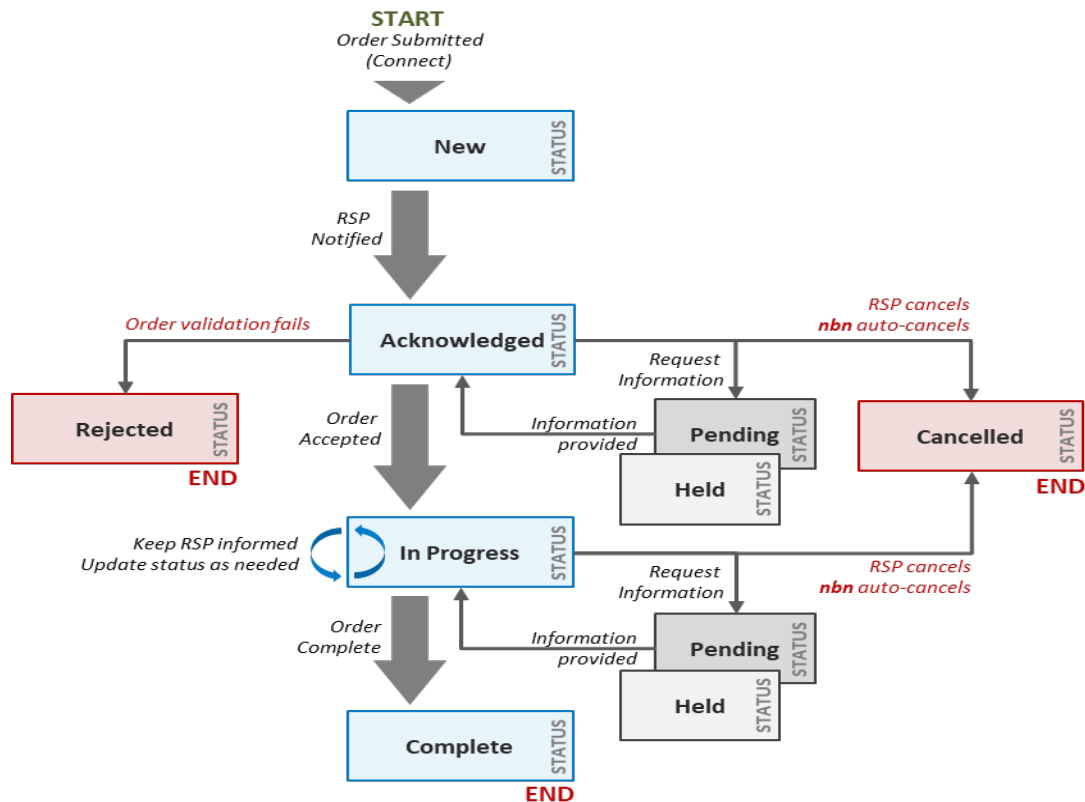 START
Order Submitted
(Connect)
New
STATUS
RSP
Notified
Order validation fails
Acknowledged
STATUS
RSP cancels
nbn auto-cancels
Request
Information
Rejected
STATUS
END
Order
Accepted
Information
provided
Pending
STATUS
Held
STATUS
Cancelled
STATUS
END
Keep RSP informed
Update status as needed
In Progress
STATUS
Request
Information
RSP cancels
nbn auto-cancels
Order
Complete
Information
provided
Pending
STATUS
Held
STATUS
Complete
STATUS
END